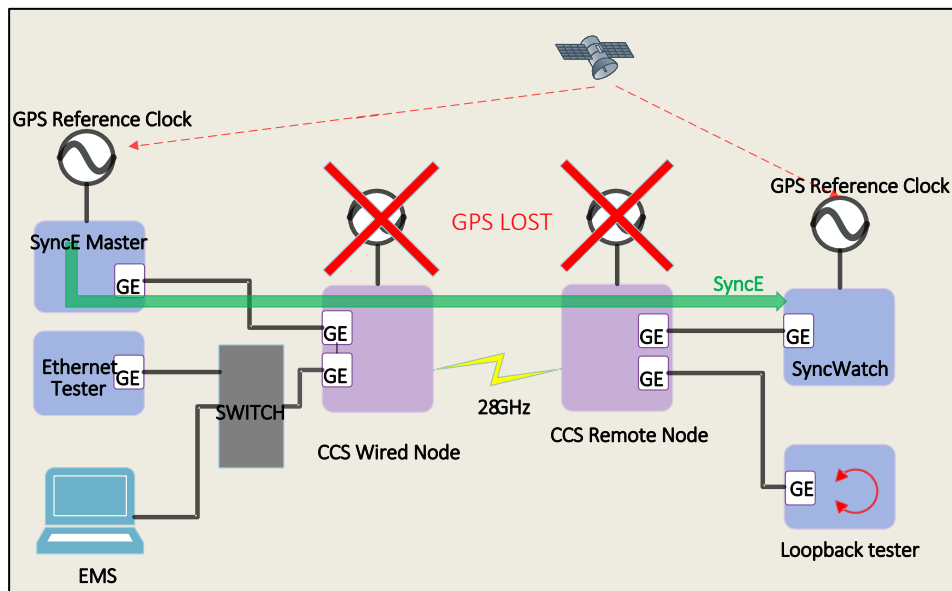 GPS Reference Clock
GPS Reference Clock
SyncE Master
GPS LOST
GE
SyncE
GE
GE
GE
SyncWatch
Ethernet
Tester
GE
GE
GE
SWITCH
28GHz
CCS Wired Node
CCS Remote Node
GE
Loopback tester
EMS